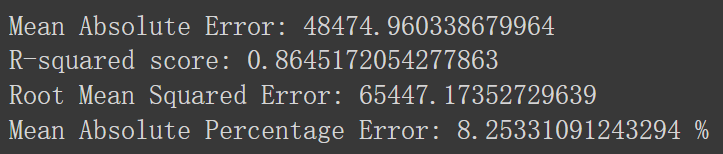 Mean Absolute Error: 48474.960338679964
R-squared score: 0.8645172054277863
Root Mean Squared Error: 65447.17352729639
Mean Absolute Percentage Error: 8.25331091243294 %